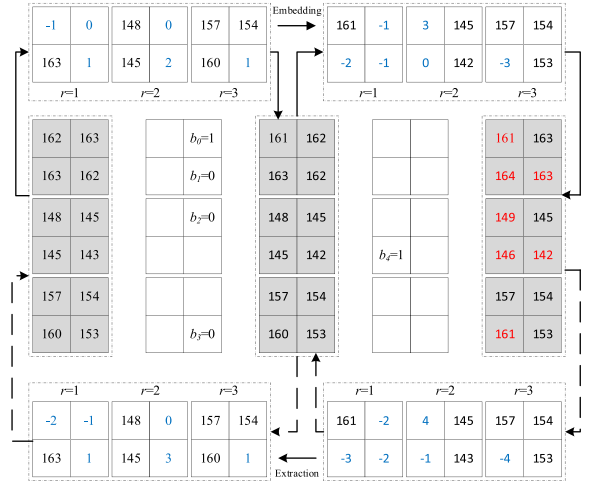 -1 0 148 0 157 154 Embedding 161 -1 3 145 157 154
163 1 145 2 160 1 -2 -1 0 142 -3 153
r=1 r=2 r=3 r=1 r=2 r=3
162 163 b0=1 161 162 161 163
163 162 b1=0 163 162 164 163
148 145 b2=0 148 145 149 145
145 143 145 142 b4=1 146 142
157 154 157 154 157 154
160 153 b3=0 160 153 161 153
r=1 r=2 r=3 r=1 r=2 r=3
-2 -1 148 0 157 154 161 -2 4 145 157 154
163 1 145 3 160 1 Extraction -3 -2 -1 143 -4 153